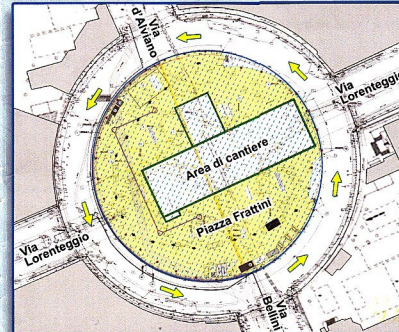 Via
d'Alviano
Via
Lorenteggio
Area di cantiere
Piazza Frattini
Via
Lorenteggio
Via
Bellini